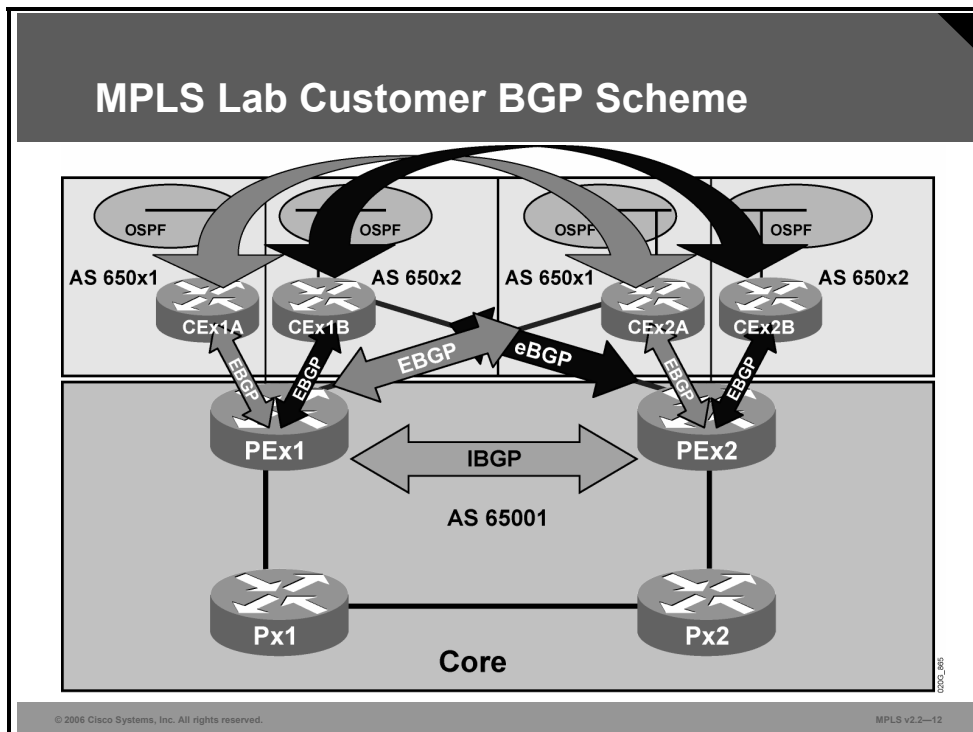 MPLS Lab Customer BGP Scheme
OSPF
OSPF
OSPF
OSPF
AS 650x1
AS 650x2
AS 650x1
AS 650x2
CEx1A
CEx1B
CEx2A
CEx2B
EBGP
EBGP
EBGP
eBGP
EBGP
EBGP
PEx1
IBGP
PEx2
AS 65001
Px1
Px2
Core
020G_865
© 2006 Cisco Systems, Inc. All rights reserved.
MPLS v2.2—12